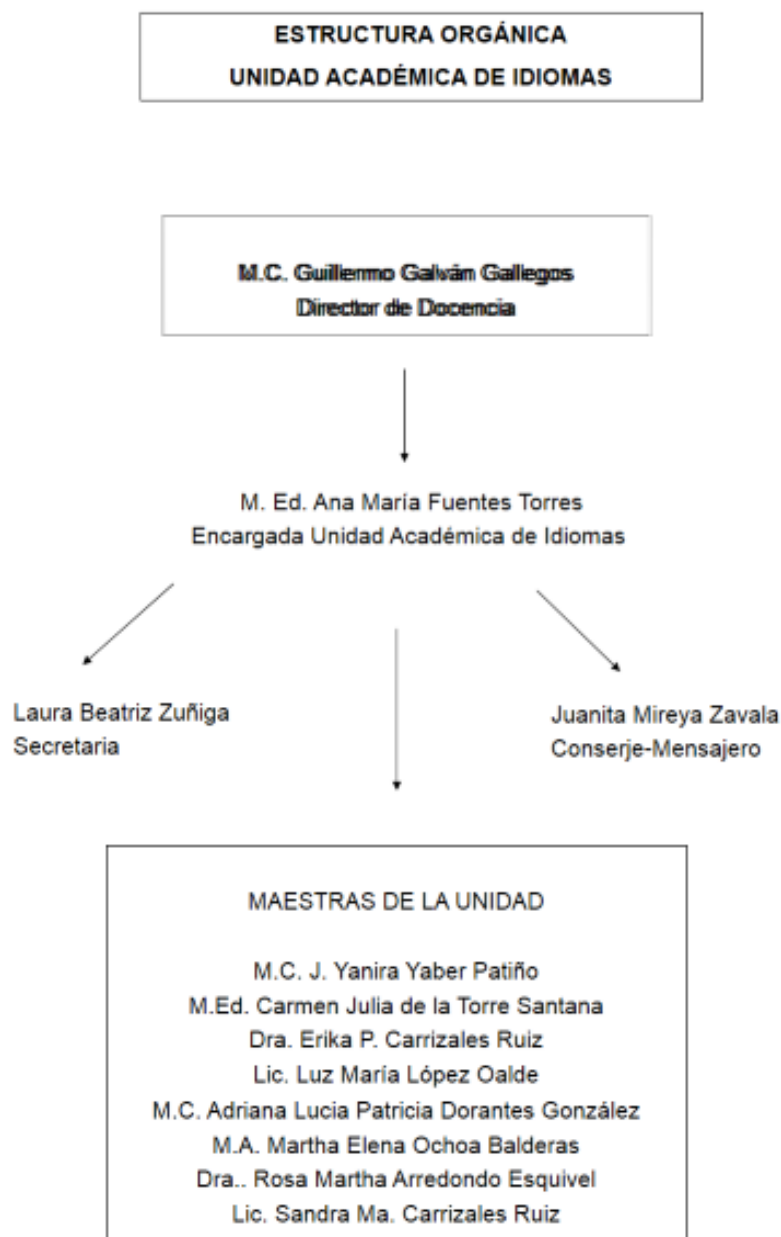 ESTRUCTURA ORGÁNICA
UNIDAD ACADÉMICA DE IDIOMAS
M.C. Guillermo Galván Gallegos
Director de Docencia
M. Ed. Ana María Fuentes Torres
Encargada Unidad Académica de Idiomas
Laura Beatriz Zuñiga
Secretaria
Juanita Mireya Zavala
Conserje-Mensajero
MAESTRAS DE LA UNIDAD
M.C. J. Yanira Yaber Patiño
M.Ed. Carmen Julia de la Torre Santana
Dra. Erika P. Carrizales Ruiz
Lic. Luz María López Oalde
M.C. Adriana Lucia Patricia Dorantes González
M.A. Martha Elena Ochoa Balderas
Dra.. Rosa Martha Arredondo Esquivel
Lic. Sandra Ma. Carrizales Ruiz